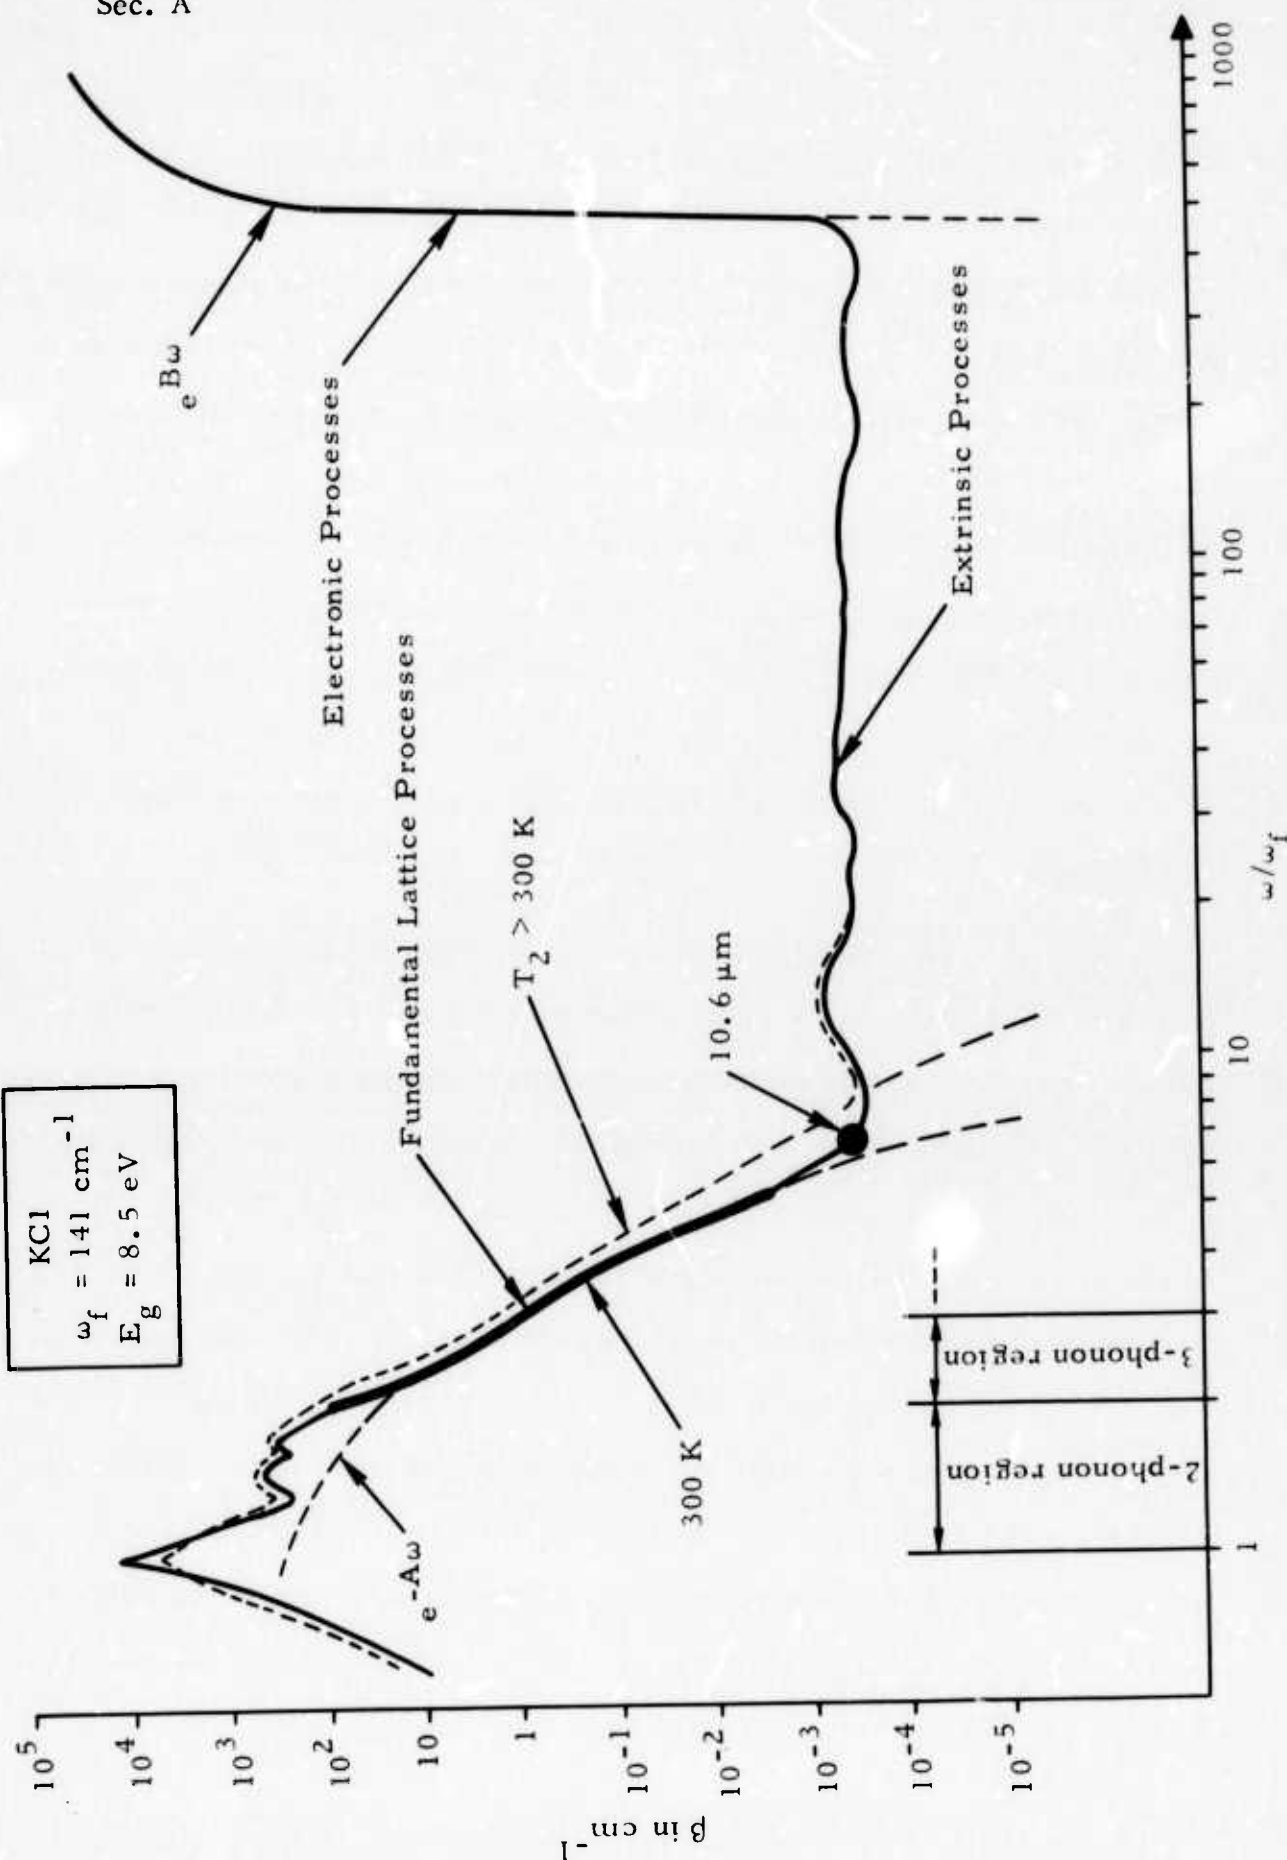 Sec. A
KCl
ω_f = 141 cm^-1
E_g = 8.5 eV
e^Bω
Electronic Processes
Fundamental Lattice Processes
T_2 > 300 K
10.6 μm
Extrinsic Processes
300 K
e^-Aω
2-phonon region
3-phonon region
β in cm^-1
10^5
10^4
10^3
10^2
10
1
10^-1
10^-2
10^-3
10^-4
10^-5
1
10
100
1000
ω/ω_f